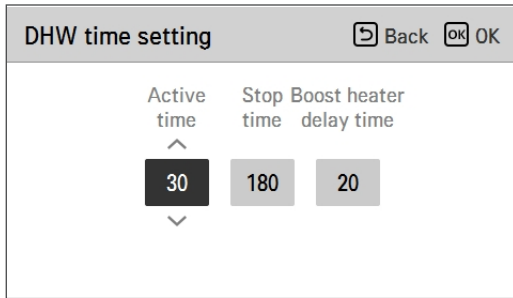 DHW time setting
Back OK OK
Active time
Stop time
Boost heater delay time
30 180 20